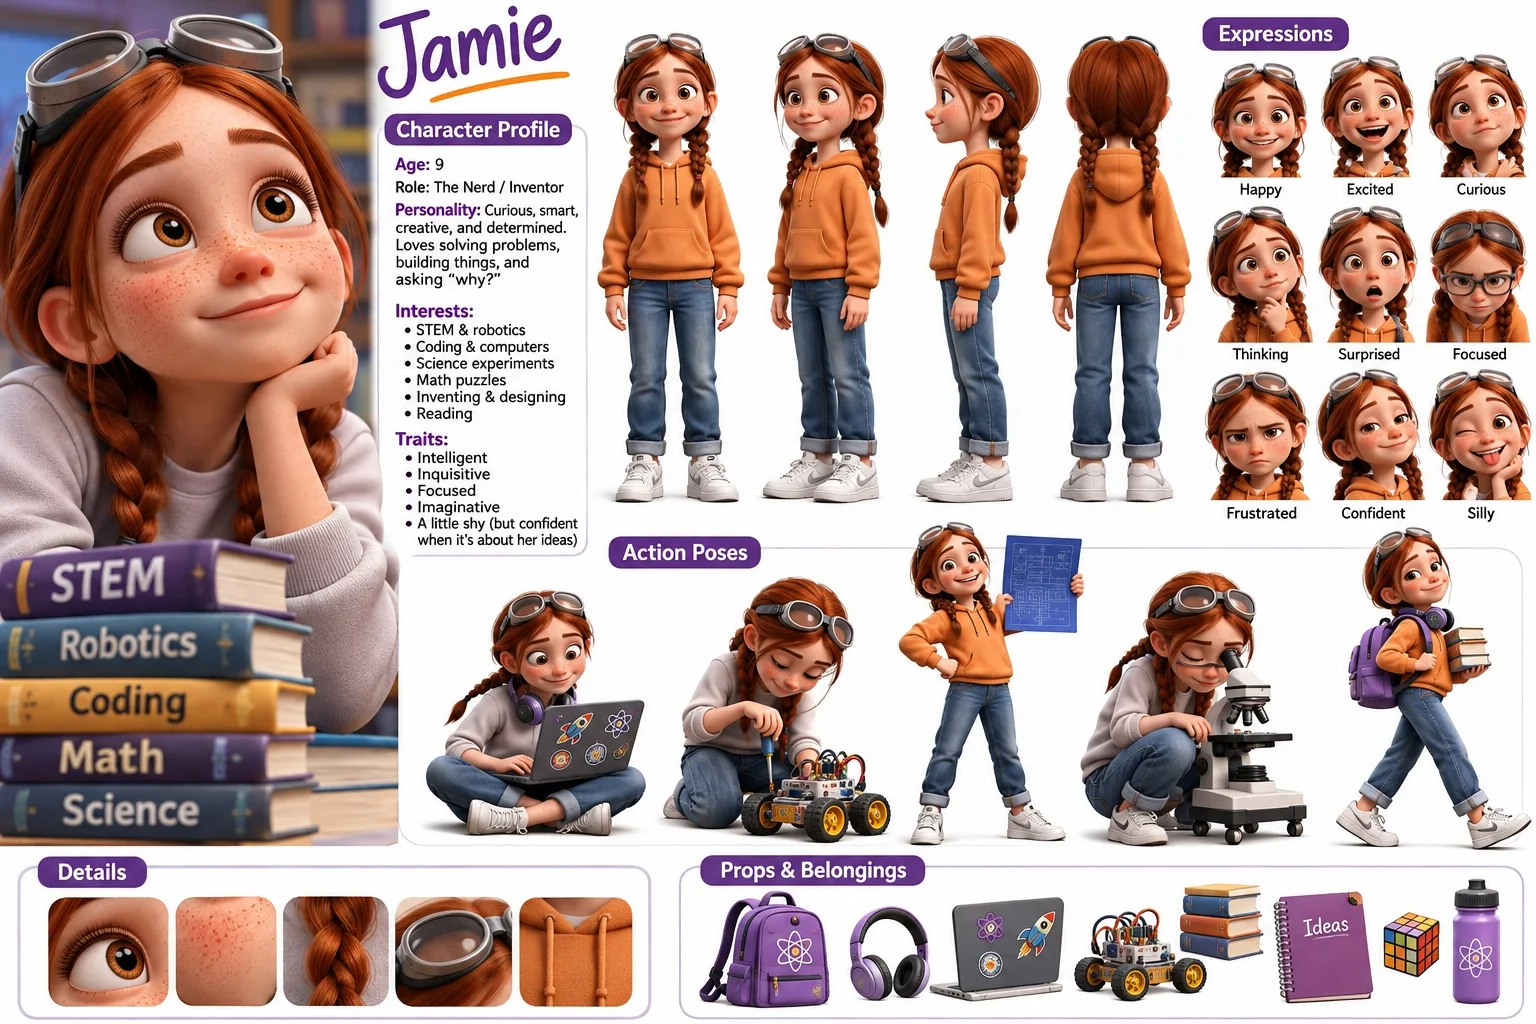 Jamie
Character Profile
Age: 9
Role: The Nerd / Inventor
Personality: Curious, smart,
creative, and determined.
Loves solving problems,
building things, and
asking “why?”
Interests:
• STEM & robotics
• Coding & computers
• Science experiments
• Math puzzles
• Inventing & designing
• Reading
Traits:
• Intelligent
• Inquisitive
• Focused
• Imaginative
• A little shy (but confident
when it's about her ideas)
STEM
Robotics
Coding
Math
Science
Expressions
Happy
Excited
Curious
Thinking
Surprised
Focused
Frustrated
Confident
Silly
Action Poses
Details
Props & Belongings
Ideas